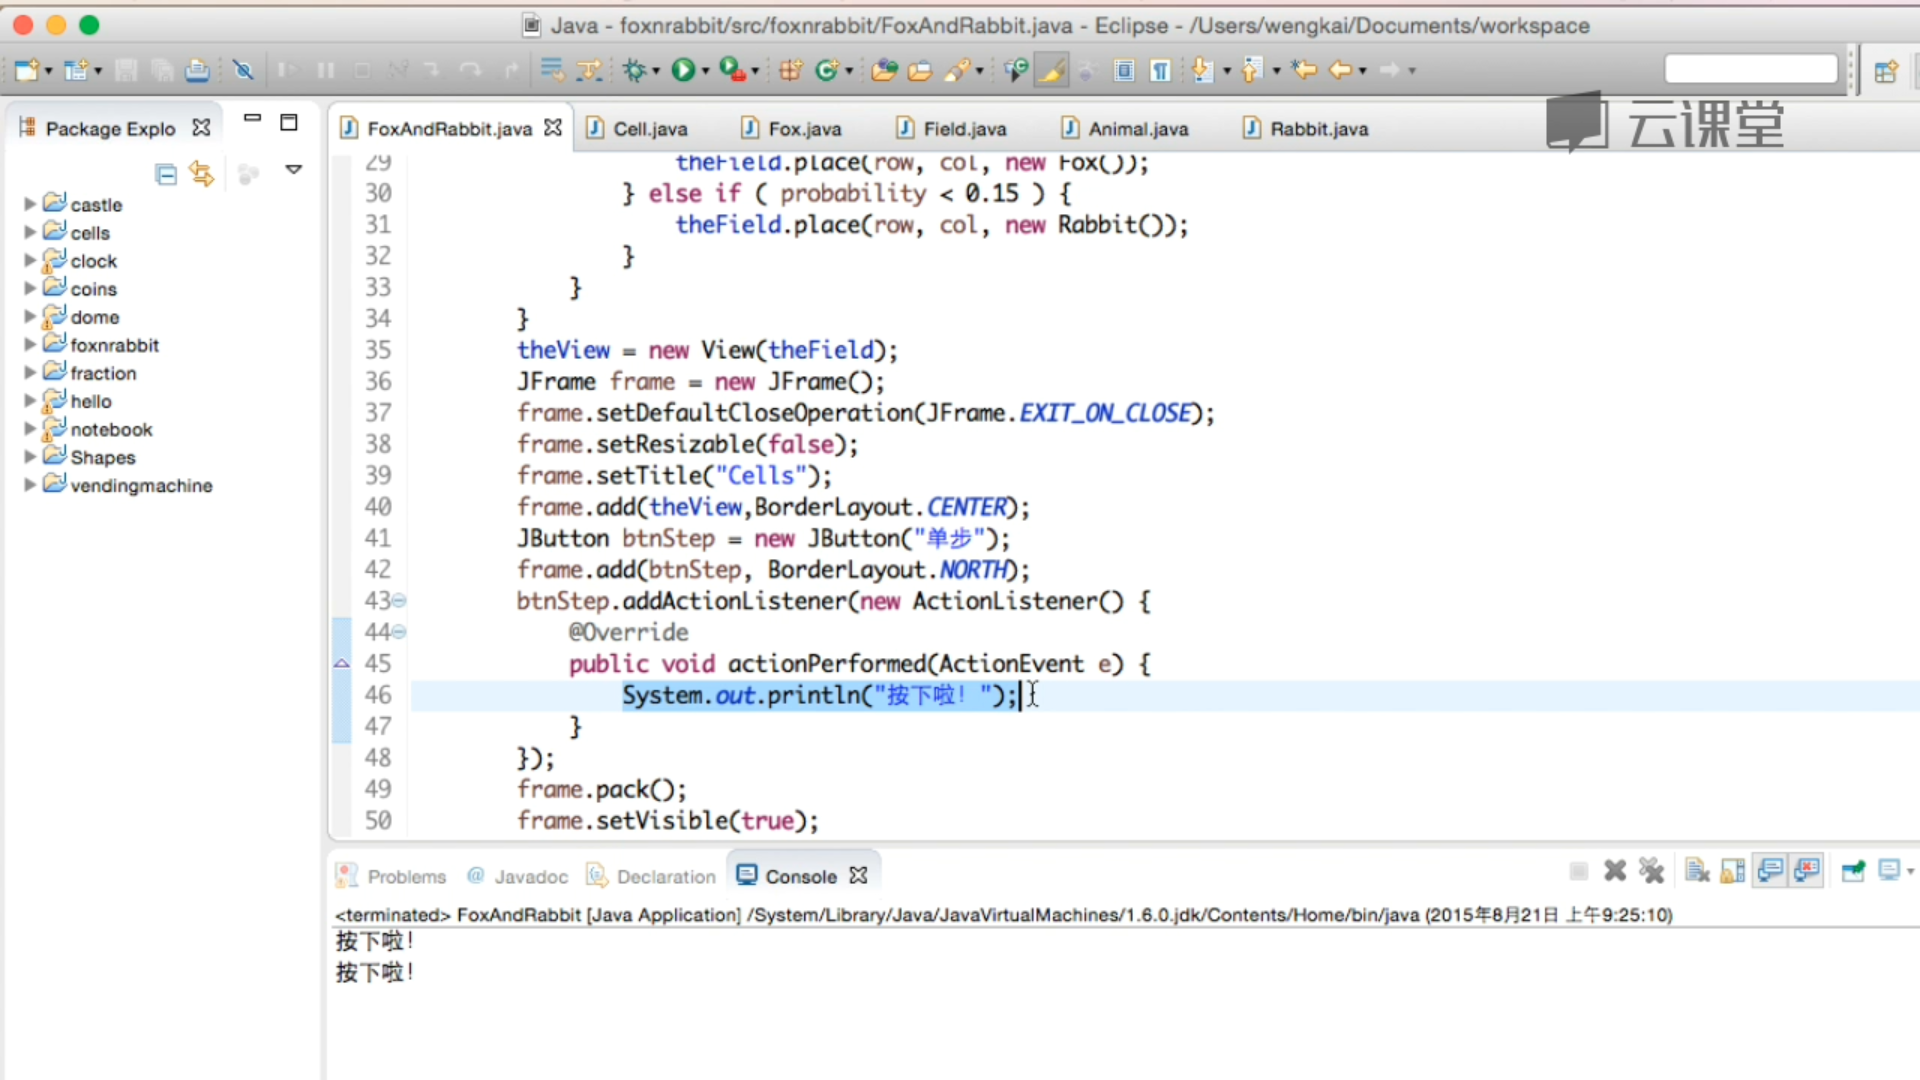 Java - foxnrabbit/src/foxnrabbit/FoxAndRabbit.java - Eclipse - /Users/wengkai/Documents/workspace
云课堂
Package Explo
FoxAndRabbit.java
Cell.java
Fox.java
Field.java
Animal.java
Rabbit.java
castle
cells
clock
coins
dome
foxnrabbit
fraction
hello
notebook
Shapes
vendingmachine
29 theField.place(row, col, new Fox());
30 } else if ( probability < 0.15 ) {
31 theField.place(row, col, new Rabbit());
32 }
33 }
34 }
35 theView = new View(theField);
36 JFrame frame = new JFrame();
37 frame.setDefaultCloseOperation(JFrame.EXIT_ON_CLOSE);
38 frame.setResizable(false);
39 frame.setTitle("Cells");
40 frame.add(theView,BorderLayout.CENTER);
41 JButton btnStep = new JButton("单步");
42 frame.add(btnStep, BorderLayout.NORTH);
43 btnStep.addActionListener(new ActionListener() {
44 @Override
45 public void actionPerformed(ActionEvent e) {
46 System.out.println("按下啦！");
47 }
48 });
49 frame.pack();
50 frame.setVisible(true);
Problems @ Javadoc Declaration Console
<terminated> FoxAndRabbit [Java Application] /System/Library/Java/JavaVirtualMachines/1.6.0.jdk/Contents/Home/bin/java (2015年8月21日 上午9:25:10)
按下啦！
按下啦！